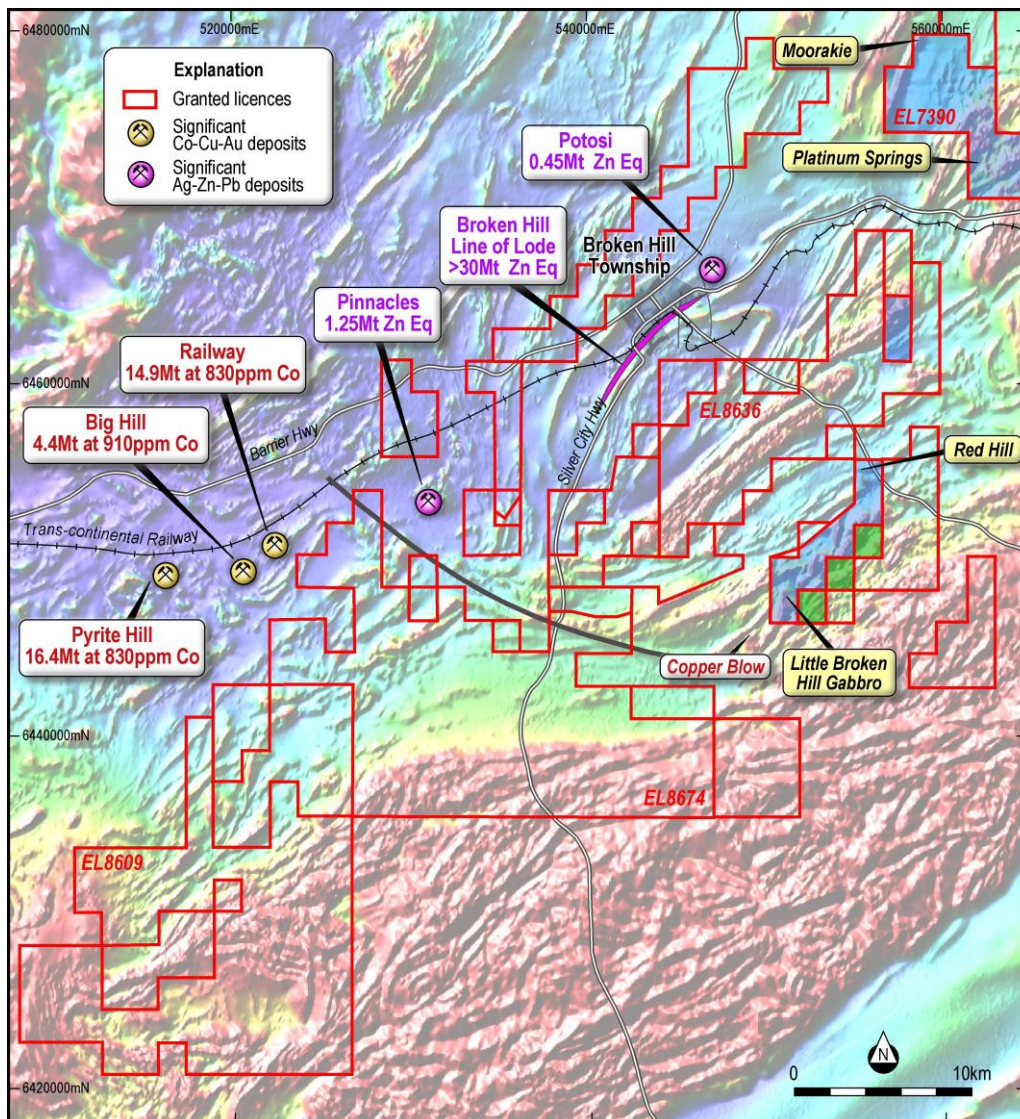 6480000mN
520000mE
540000mE
560000mE
Explanation
Granted licences
Significant
Co-Cu-Au deposits
Significant
Ag-Zn-Pb deposits
Moorakie
EL7390
Platinum Springs
Potosi
0.45Mt Zn Eq
Broken Hill
Line of Lode
>30Mt Zn Eq
Broken Hill
Township
Pinnacles
1.25Mt Zn Eq
Railway
14.9Mt at 830ppm Co
6460000mN
Big Hill
4.4Mt at 910ppm Co
Barrier Hwy
Silver City Hwy
EL8636
Red Hill
Trans-continental Railway
Pyrite Hill
16.4Mt at 830ppm Co
Copper Blow
Little Broken
Hill Gabbro
6440000mN
EL8674
EL8609
N
0
10km
6420000mN